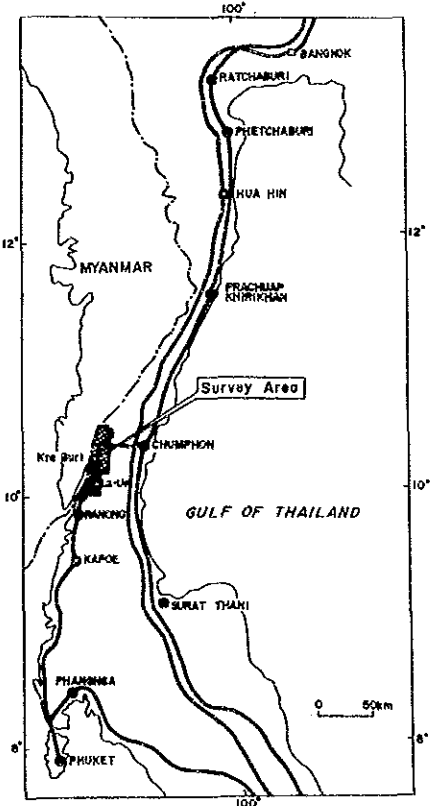 100°
BANGKOK
RATCHABURI
PHETCHABURI
HUA HIN
12°
12°
MYANMAR
PRACHUAP
KHIRIKHAN
Survey Area
Kra Buri
CHUMPHON
La-Un
10°
10°
RANONG
GULF OF THAILAND
KAPOE
SURAT THANI
PHANGNGA
0 50km
8°
8°
PHUKET
100°